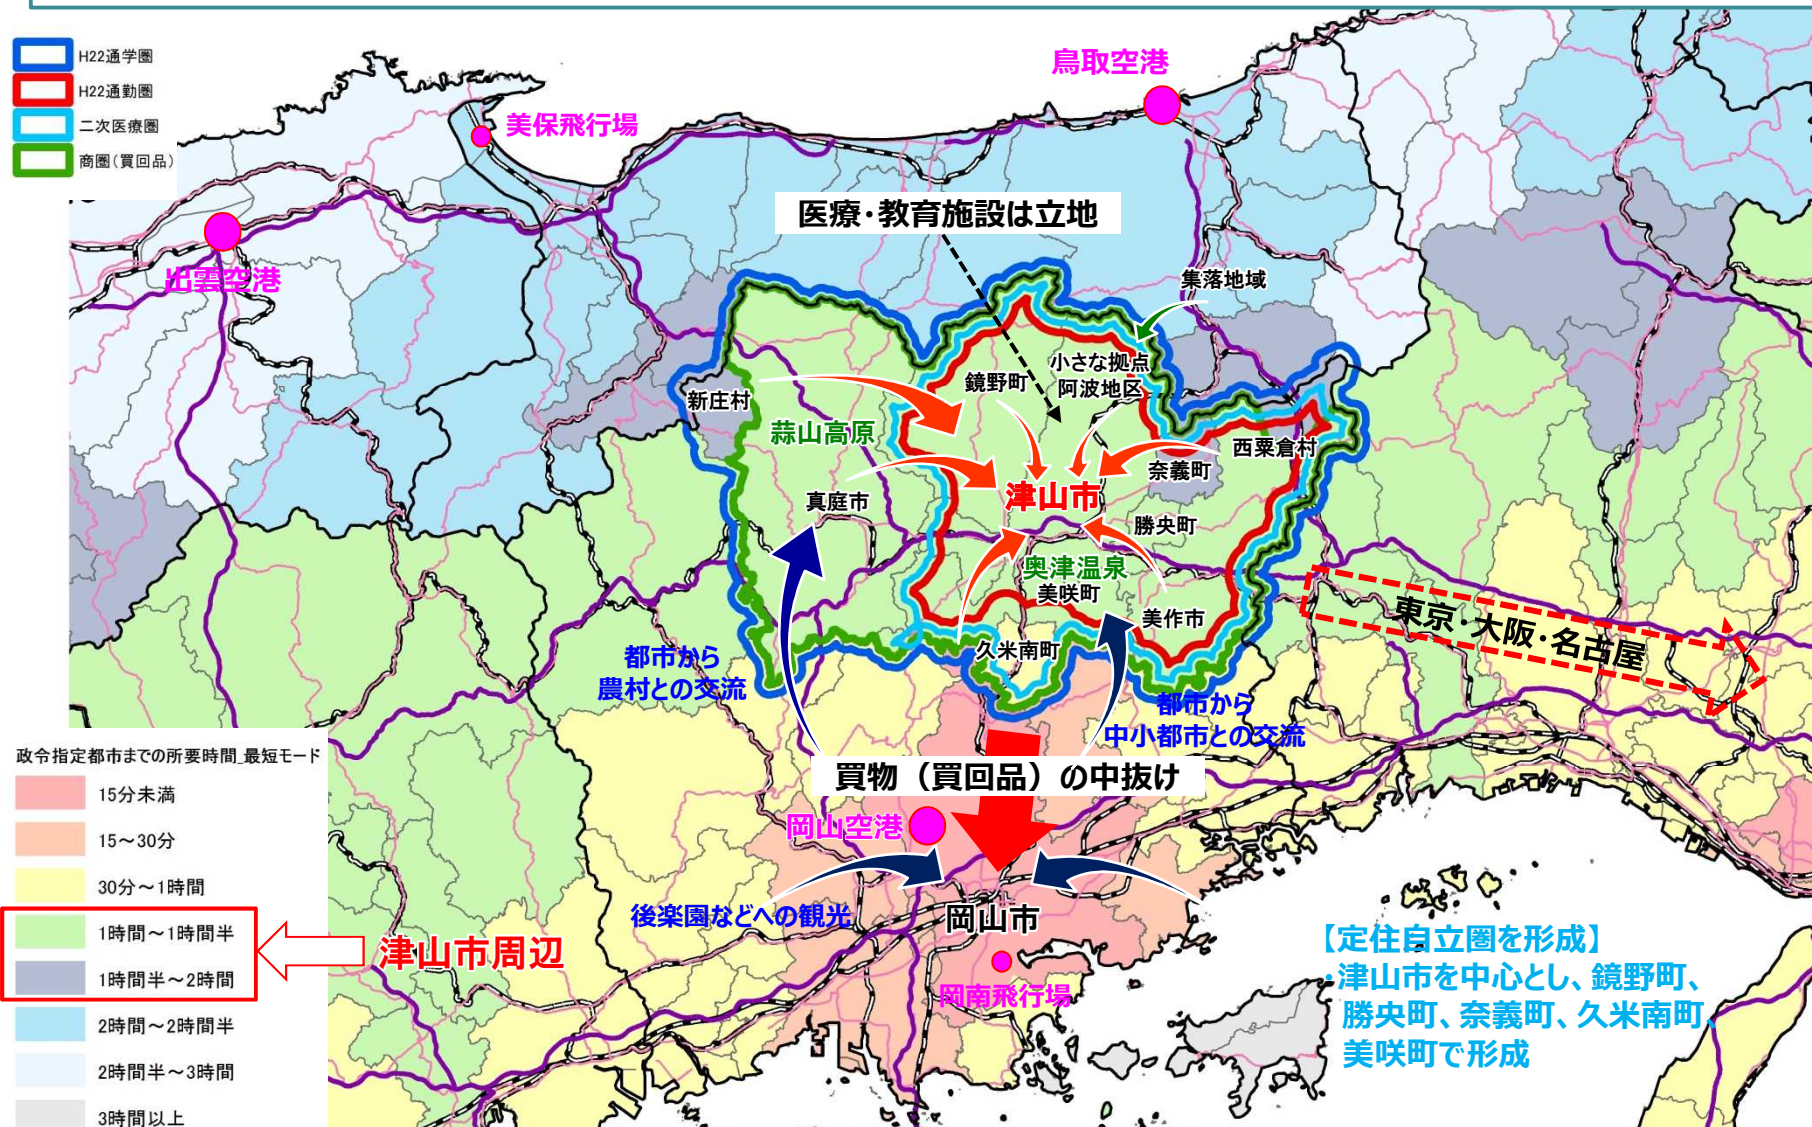 H22通学圏
H22通勤圏
二次医療圏
商圏(買回品)
鳥取空港
美保飛行場
医療・教育施設は立地
出雲空港
集落地域
小さな拠点
阿波地区
鏡野町
新庄村
蒜山高原
西粟倉村
奈義町
津山市
真庭市
勝央町
奥津温泉
美咲町
美作市
東京・大阪・名古屋
久米南町
都市から
農村との交流
都市から
中小都市との交流
政令指定都市までの所要時間_最短モード
15分未満
15～30分
30分～1時間
1時間～1時間半
1時間半～2時間
2時間～2時間半
2時間半～3時間
3時間以上
津山市周辺
買物（買回品）の中抜け
岡山空港
後楽園などへの観光
岡山市
岡南飛行場
【定住自立圏を形成】
・津山市を中心とし、鏡野町、
勝央町、奈義町、久米南町、
美咲町で形成